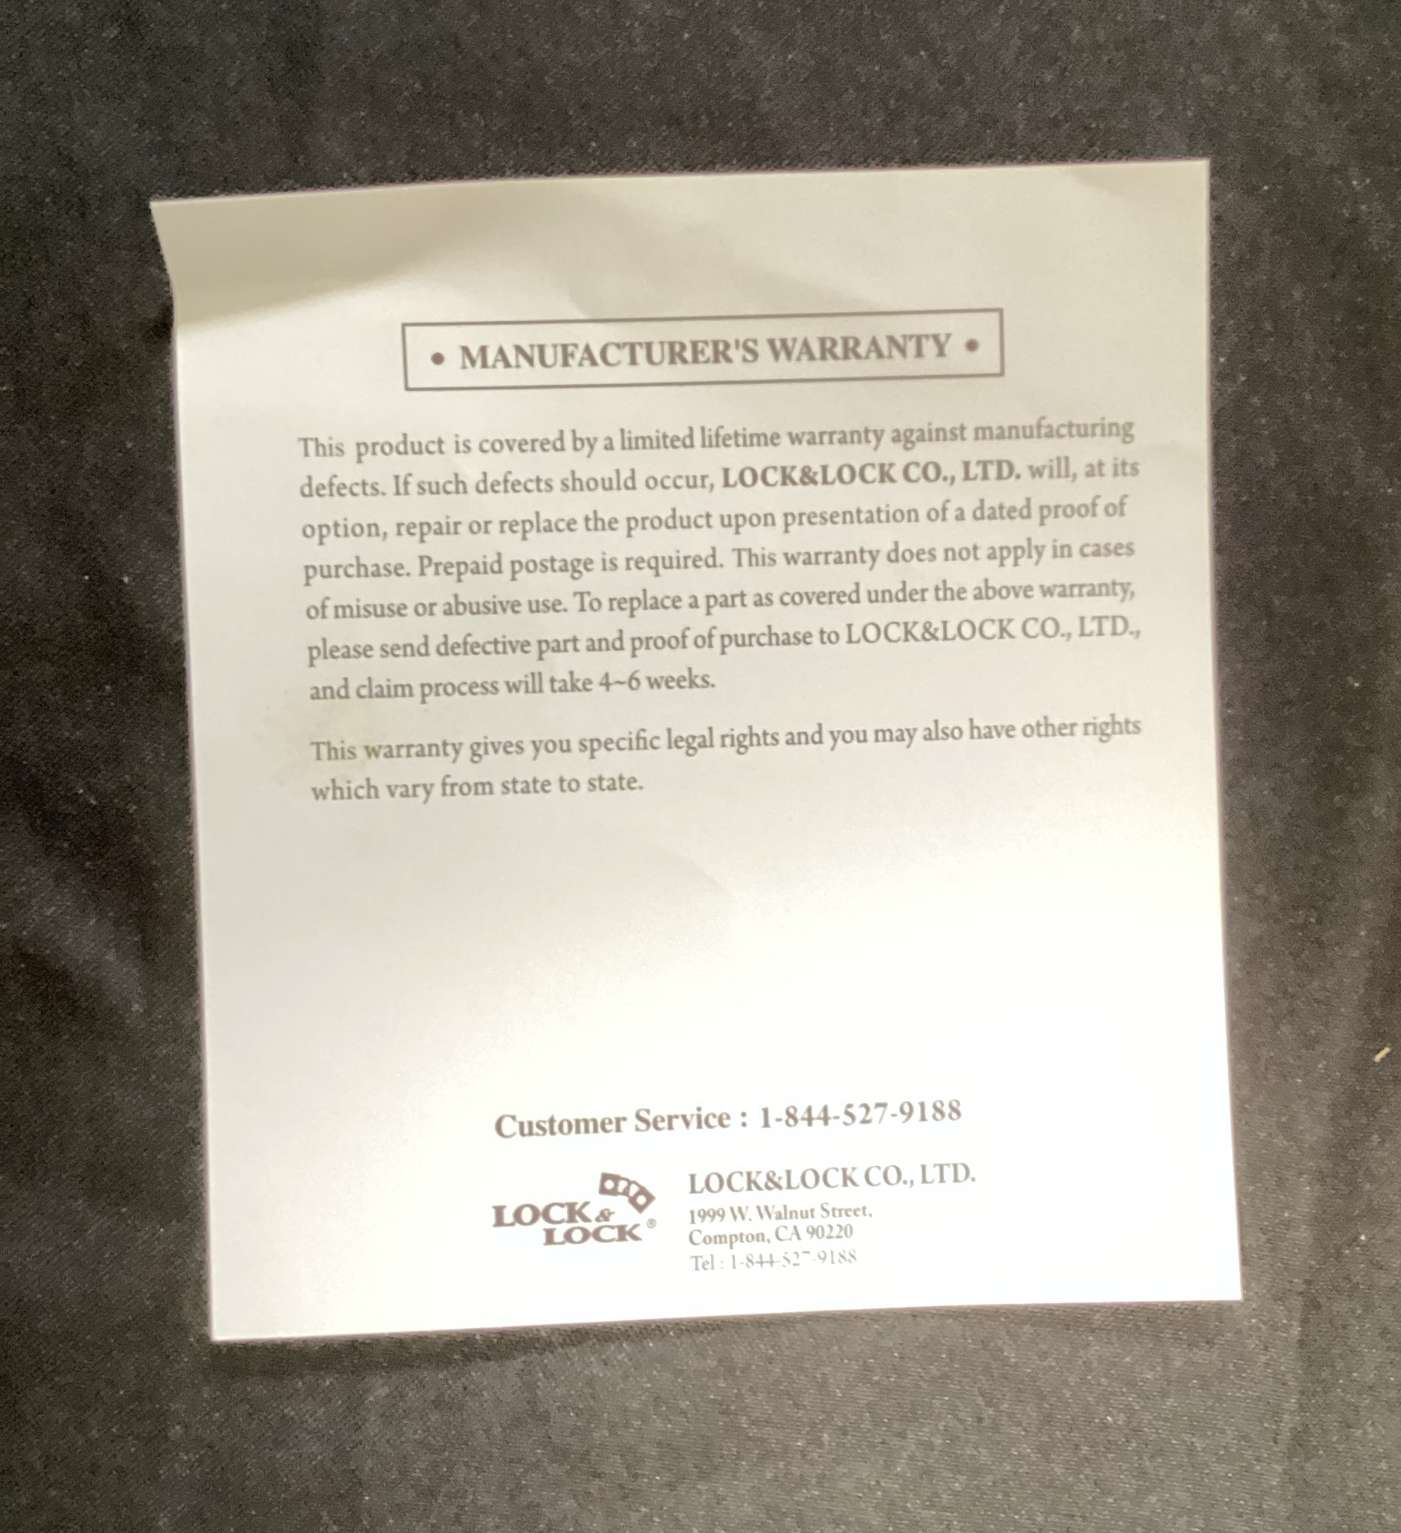 • MANUFACTURER'S WARRANTY •
This product is covered by a limited lifetime warranty against manufacturing
defects. If such defects should occur, LOCK&LOCK CO., LTD. will, at its
option, repair or replace the product upon presentation of a dated proof of
purchase. Prepaid postage is required. This warranty does not apply in cases
of misuse or abusive use. To replace a part as covered under the above warranty,
please send defective part and proof of purchase to LOCK&LOCK CO., LTD.,
and claim process will take 4~6 weeks.
This warranty gives you specific legal rights and you may also have other rights
which vary from state to state.
Customer Service : 1-844-527-9188
LOCK &
LOCK®
LOCK&LOCK CO., LTD.
1999 W. Walnut Street,
Compton, CA 90220
Tel : 1-844-527-9188